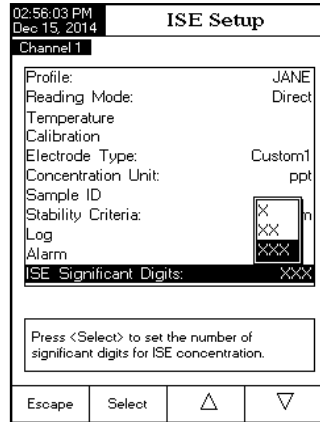 02:56:03 PM
Dec 15, 2014
ISE Setup
Channel 1
Profile: JANE
Reading Mode: Direct
Temperature
Calibration
Electrode Type: Custom1
Concentration Unit: ppt
Sample ID
Stability Criteria:
Log
Alarm
X
XX
XXX
ISE Significant Digits: XXX
Press <Select> to set the number of
significant digits for ISE concentration.
Escape Select